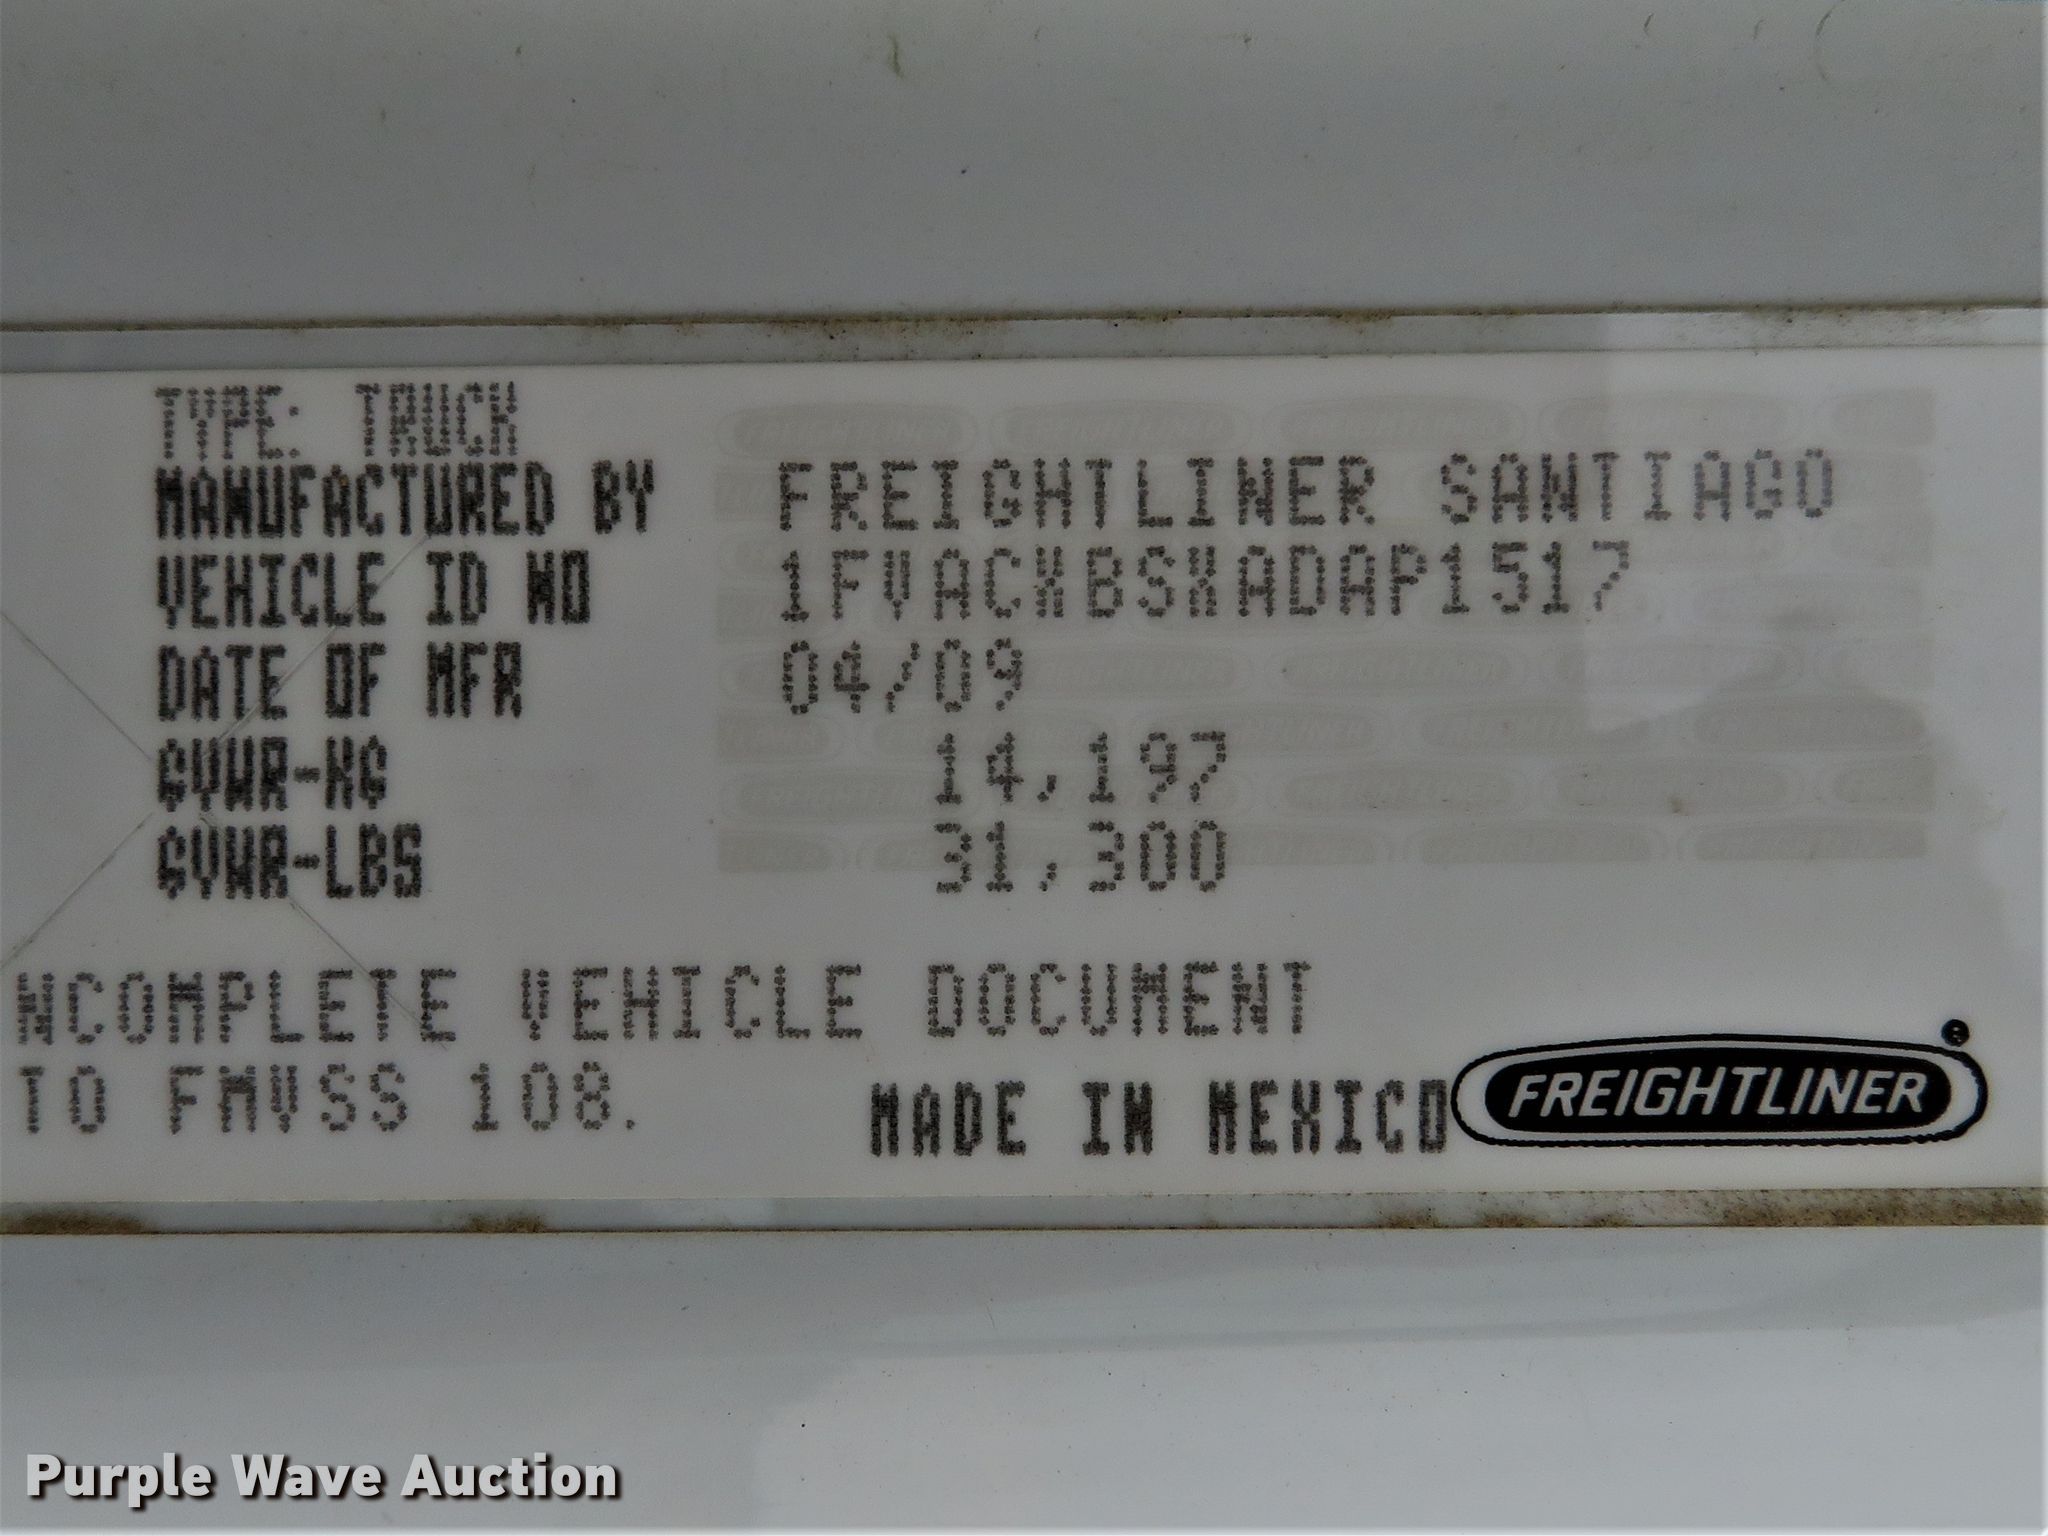 TYPE: TRUCK
MANUFACTURED BY FREIGHTLINER SANTIAGO
VEHICLE ID NO 1FVACXBSXADAP1517
DATE OF MFR 04/09
GVWR-KG 14,197
GVWR-LBS 31,300
NCOMPLETE VEHICLE DOCUMENT
TO FMVSS 108.
MADE IN MEXICO FREIGHTLINER
Purple Wave Auction